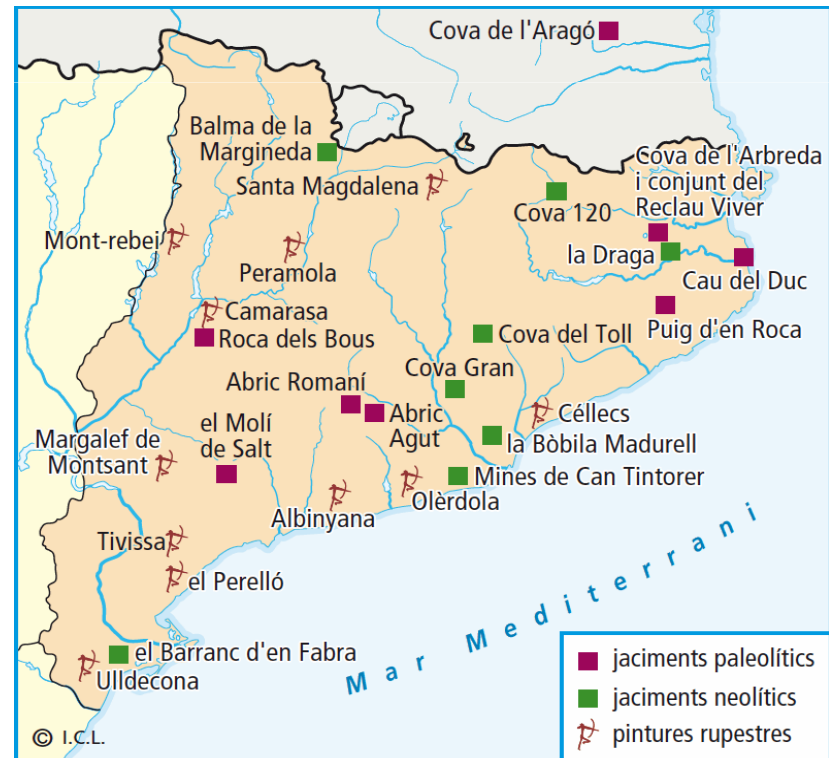 Cova de l'Aragó
Balma de la
Margineda
Santa Magdalena
Cova de l'Arbreda
i conjunt del
Reclau Viver
Cova 120
Mont-rebei
Peramola
la Draga
Cau del Duc
Camarasa
Roca dels Bous
Puig d'en Roca
Cova del Toll
Abric Romaní
Cova Gran
Abric
Agut
Céllecs
el Molí
de Salt
la Bòbila Madurell
Margalef de
Montsant
Mines de Can Tintorer
Olèrdola
Albinyana
Tivissa
el Perelló
Mar Mediterrani
el Barranc d'en Fabra
Ulldecona
jaciments paleolítics
jaciments neolítics
pintures rupestres
© I.C.L.